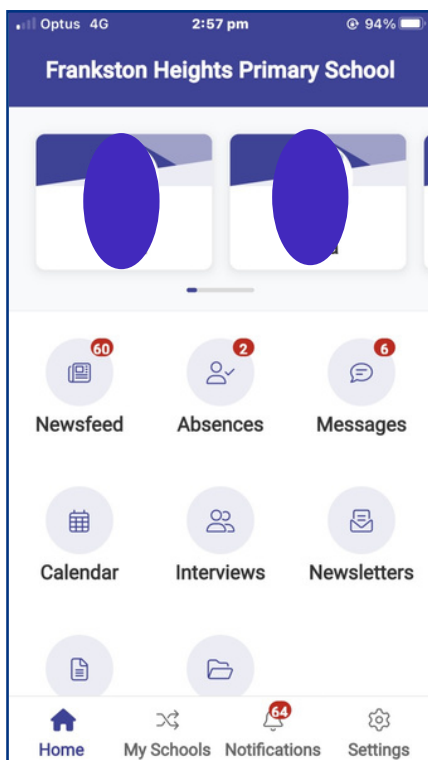 Optus 4G 2:57 pm 94%
Frankston Heights Primary School
60 2 6
Newsfeed Absences Messages
Calendar Interviews Newsletters
64
Home My Schools Notifications Settings